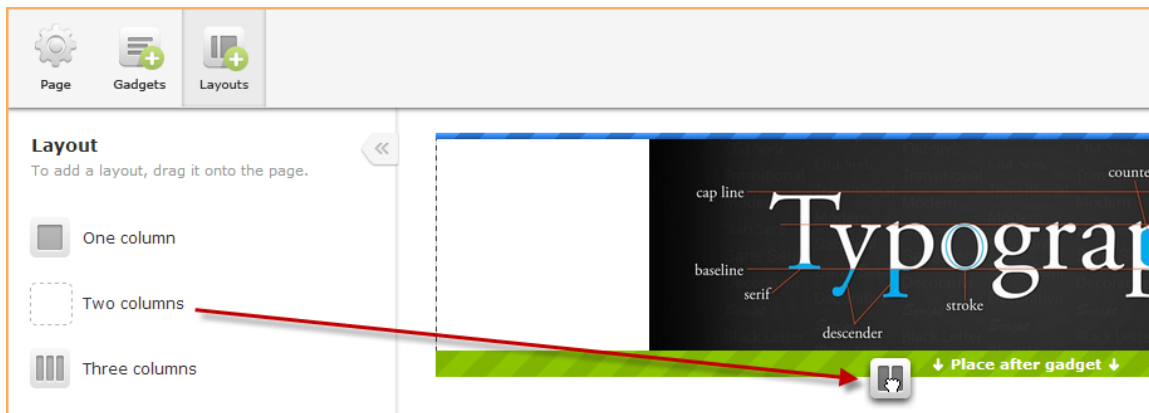 Page
Gadgets
Layouts
Layout
To add a layout, drag it onto the page.
One column
Two columns
Three columns
cap line
counte
Typograp
baseline
serif
stroke
descender
↓ Place after gadget ↓